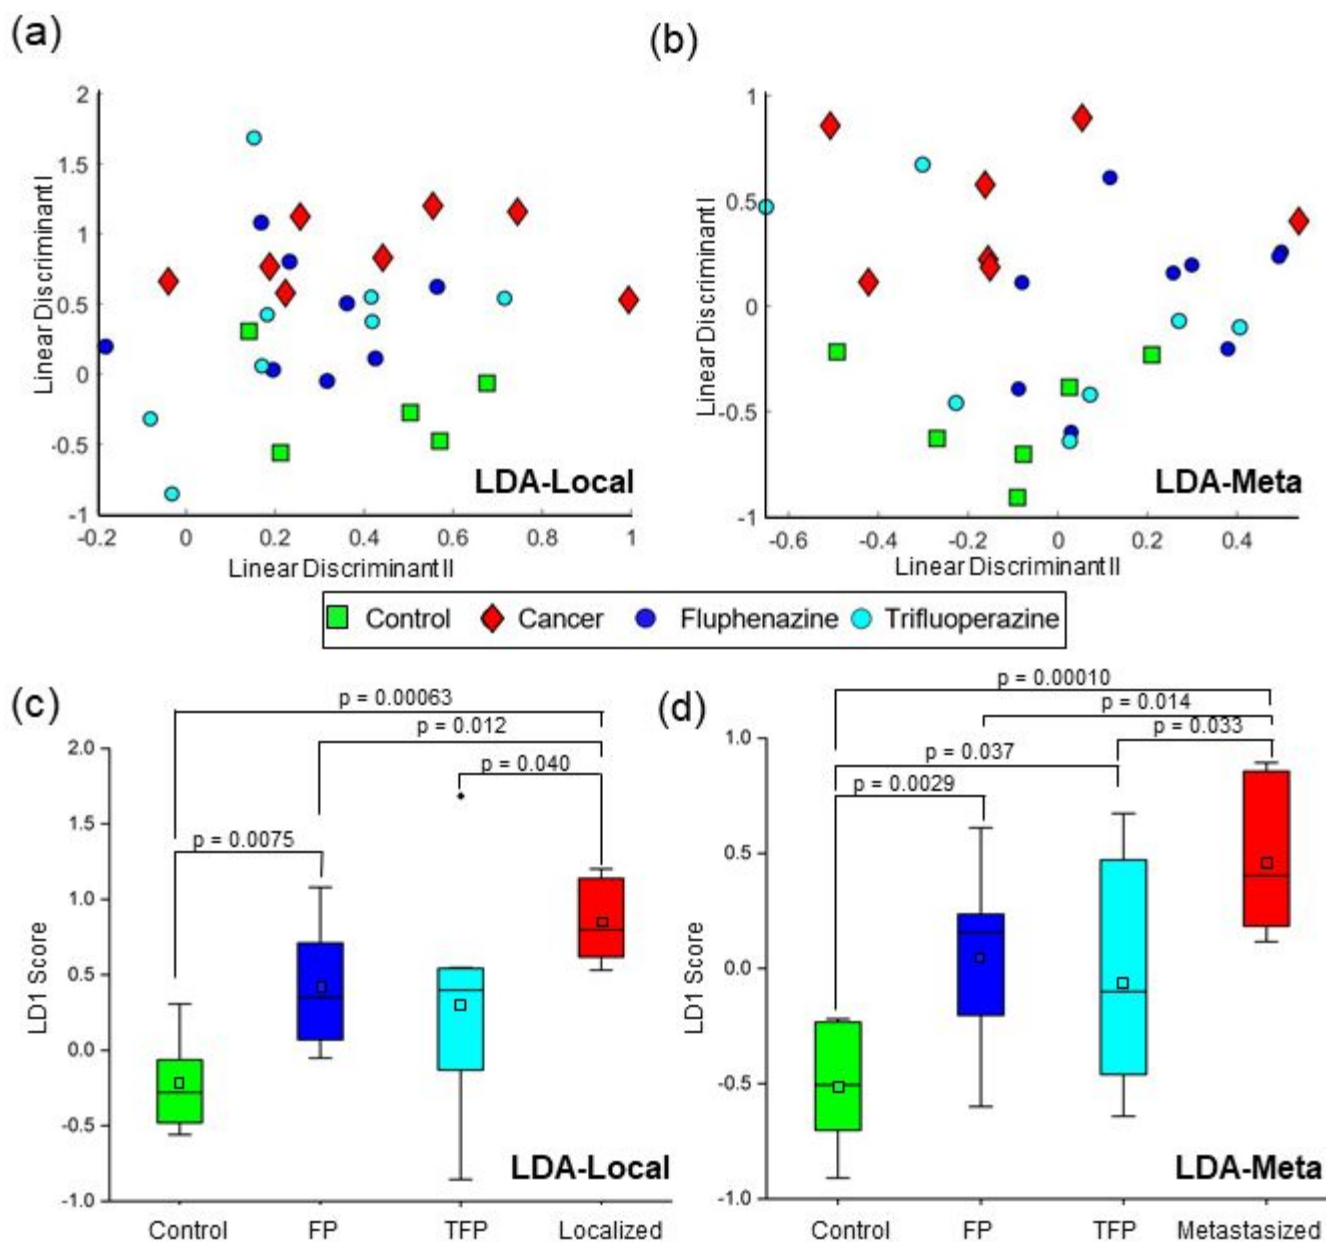 (a)
(b)
2
1.5
1
0.5
0
-0.5
-1
Linear Discriminant I
-0.2
0
0.2
0.4
0.6
0.8
1
Linear Discriminant II
LDA-Local
1
0.5
0
-0.5
-1
Linear Discriminant I
-0.6
-0.4
-0.2
0
0.2
0.4
Linear Discriminant II
LDA-Meta
Control Cancer Fluphenazine Trifluoperazine
(c)
p = 0.00063
p = 0.012
p = 0.040
p = 0.0075
2.0
1.5
1.0
0.5
0.0
-0.5
-1.0
LD1 Score
LDA-Local
Control FP TFP Localized
(d)
p = 0.00010
p = 0.014
p = 0.033
p = 0.037
p = 0.0029
1.0
0.5
0.0
-0.5
-1.0
LD1 Score
LDA-Meta
Control FP TFP Metastasized